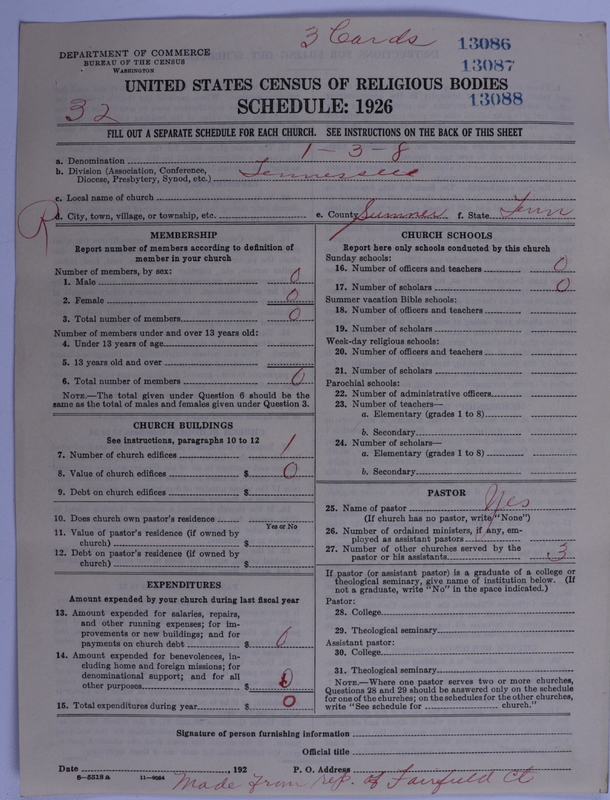 3 Cards
13086
13087
13088
DEPARTMENT OF COMMERCE
BUREAU OF THE CENSUS
WASHINGTON
UNITED STATES CENSUS OF RELIGIOUS BODIES
32
SCHEDULE: 1926
FILL OUT A SEPARATE SCHEDULE FOR EACH CHURCH. SEE INSTRUCTIONS ON THE BACK OF THIS SHEET
a. Denomination 1-3-8
b. Division (Association, Conference, Diocese, Presbytery, Synod, etc.) Tennessee
c. Local name of church
R
d. City, town, village, or township, etc. e. County Sumner f. State Tenn
MEMBERSHIP
Report number of members according to definition of
member in your church
Number of members, by sex:
1. Male 0
2. Female 0
3. Total number of members 0
Number of members under and over 13 years old:
4. Under 13 years of age
5. 13 years old and over
6. Total number of members 0
NOTE.—The total given under Question 6 should be the
same as the total of males and females given under Question 3.
CHURCH BUILDINGS
See instructions, paragraphs 10 to 12
7. Number of church edifices 1
8. Value of church edifices $ 0
9. Debt on church edifices $
10. Does church own pastor's residence
Yes or No
11. Value of pastor's residence (if owned by
church) $
12. Debt on pastor's residence (if owned by
church) $
EXPENDITURES
Amount expended by your church during last fiscal year
13. Amount expended for salaries, repairs,
and other running expenses; for im-
provements or new buildings; and for
payments on church debt $ 0
14. Amount expended for benevolences, in-
cluding home and foreign missions; for
denominational support; and for all
other purposes $ 0
15. Total expenditures during year $ 0
CHURCH SCHOOLS
Report here only schools conducted by this church
Sunday schools:
16. Number of officers and teachers 0
17. Number of scholars 0
Summer vacation Bible schools:
18. Number of officers and teachers
19. Number of scholars
Week-day religious schools:
20. Number of officers and teachers
21. Number of scholars
Parochial schools:
22. Number of administrative officers
23. Number of teachers—
a. Elementary (grades 1 to 8)
b. Secondary
24. Number of scholars—
a. Elementary (grades 1 to 8)
b. Secondary
PASTOR
25. Name of pastor Yes
(If church has no pastor, write "None")
26. Number of ordained ministers, if any, em-
ployed as assistant pastors
27. Number of other churches served by the
pastor or his assistants 3
If pastor (or assistant pastor) is a graduate of a college or
theological seminary, give name of institution below. (If
not a graduate, write "No" in the space indicated.)
Pastor:
28. College
29. Theological seminary
Assistant pastor:
30. College
31. Theological seminary
NOTE.—Where one pastor serves two or more churches,
Questions 28 and 29 should be answered only on the schedule
for one of the churches; on the schedules for the other churches,
write "See schedule for church."
Signature of person furnishing information
Official title
Date , 192 P. O. Address
8-5518a 11-9064
Made from rep. of Fairfield Ct